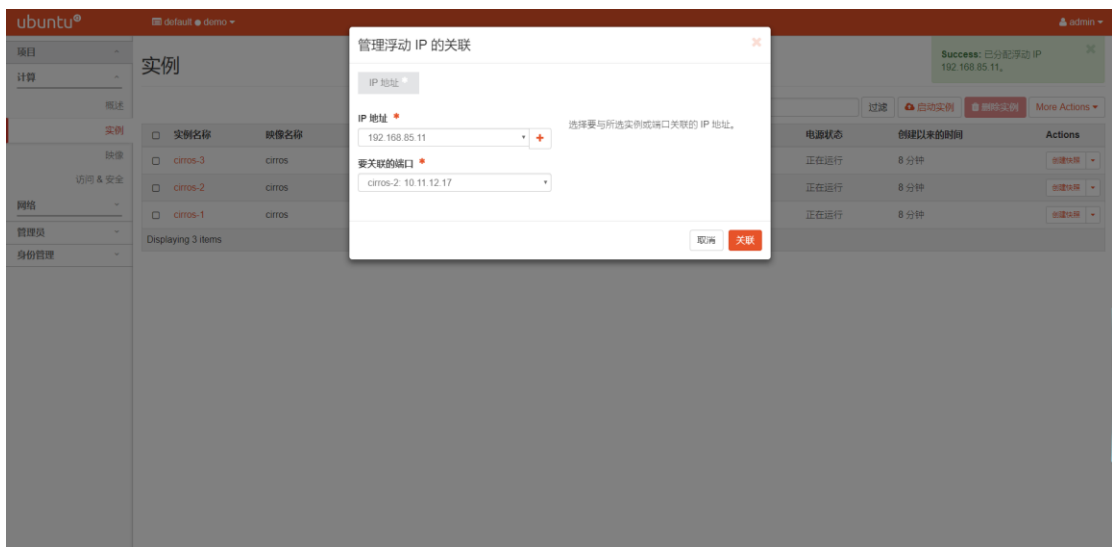 ubuntu®
default demo
admin
项目
计算
概述
实例
映像
访问 & 安全
网络
管理员
身份管理
实例
过滤
启动实例
删除实例
More Actions
实例名称 映像名称 电源状态 创建以来的时间 Actions
cirros-3 cirros 正在运行 8 分钟 创建快照
cirros-2 cirros 正在运行 8 分钟 创建快照
cirros-1 cirros 正在运行 8 分钟 创建快照
Displaying 3 items
管理浮动 IP 的关联
IP 地址 *
IP 地址 *
192.168.85.11
选择要与所选实例或端口关联的 IP 地址。
要关联的端口 *
cirros-2: 10.11.12.17
取消
关联
Success: 已分配浮动 IP
192.168.85.11。